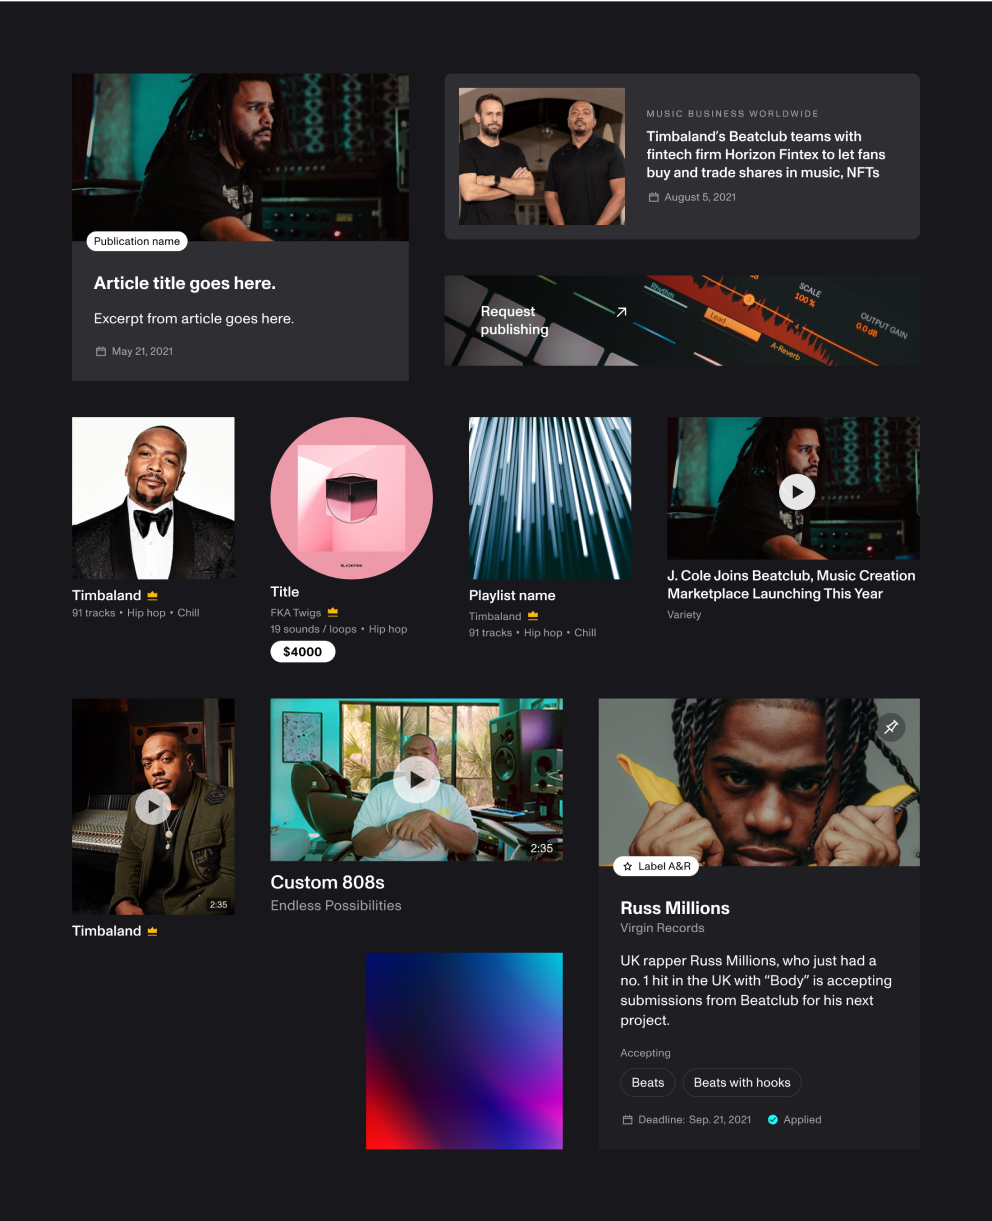 Publication name
Article title goes here.
Excerpt from article goes here.
May 21, 2021
MUSIC BUSINESS WORLDWIDE
Timbaland's Beatclub teams with
fintech firm Horizon Fintex to let fans
buy and trade shares in music, NFTs
August 5, 2021
Request
publishing
Rhythm
Lead
A-Reverb
dB
SCALE
100 %
OUTPUT GAIN
0.0 dB
Timbaland
91 tracks • Hip hop • Chill
BLACKPINK
Title
FKA Twigs
19 sounds / loops • Hip hop
$4000
Playlist name
Timbaland
91 tracks • Hip hop • Chill
J. Cole Joins Beatclub, Music Creation
Marketplace Launching This Year
Variety
2:35
Timbaland
2:35
Custom 808s
Endless Possibilities
Label A&R
Russ Millions
Virgin Records
UK rapper Russ Millions, who just had a
no. 1 hit in the UK with “Body” is accepting
submissions from Beatclub for his next
project.
Accepting
Beats
Beats with hooks
Deadline: Sep. 21, 2021
Applied